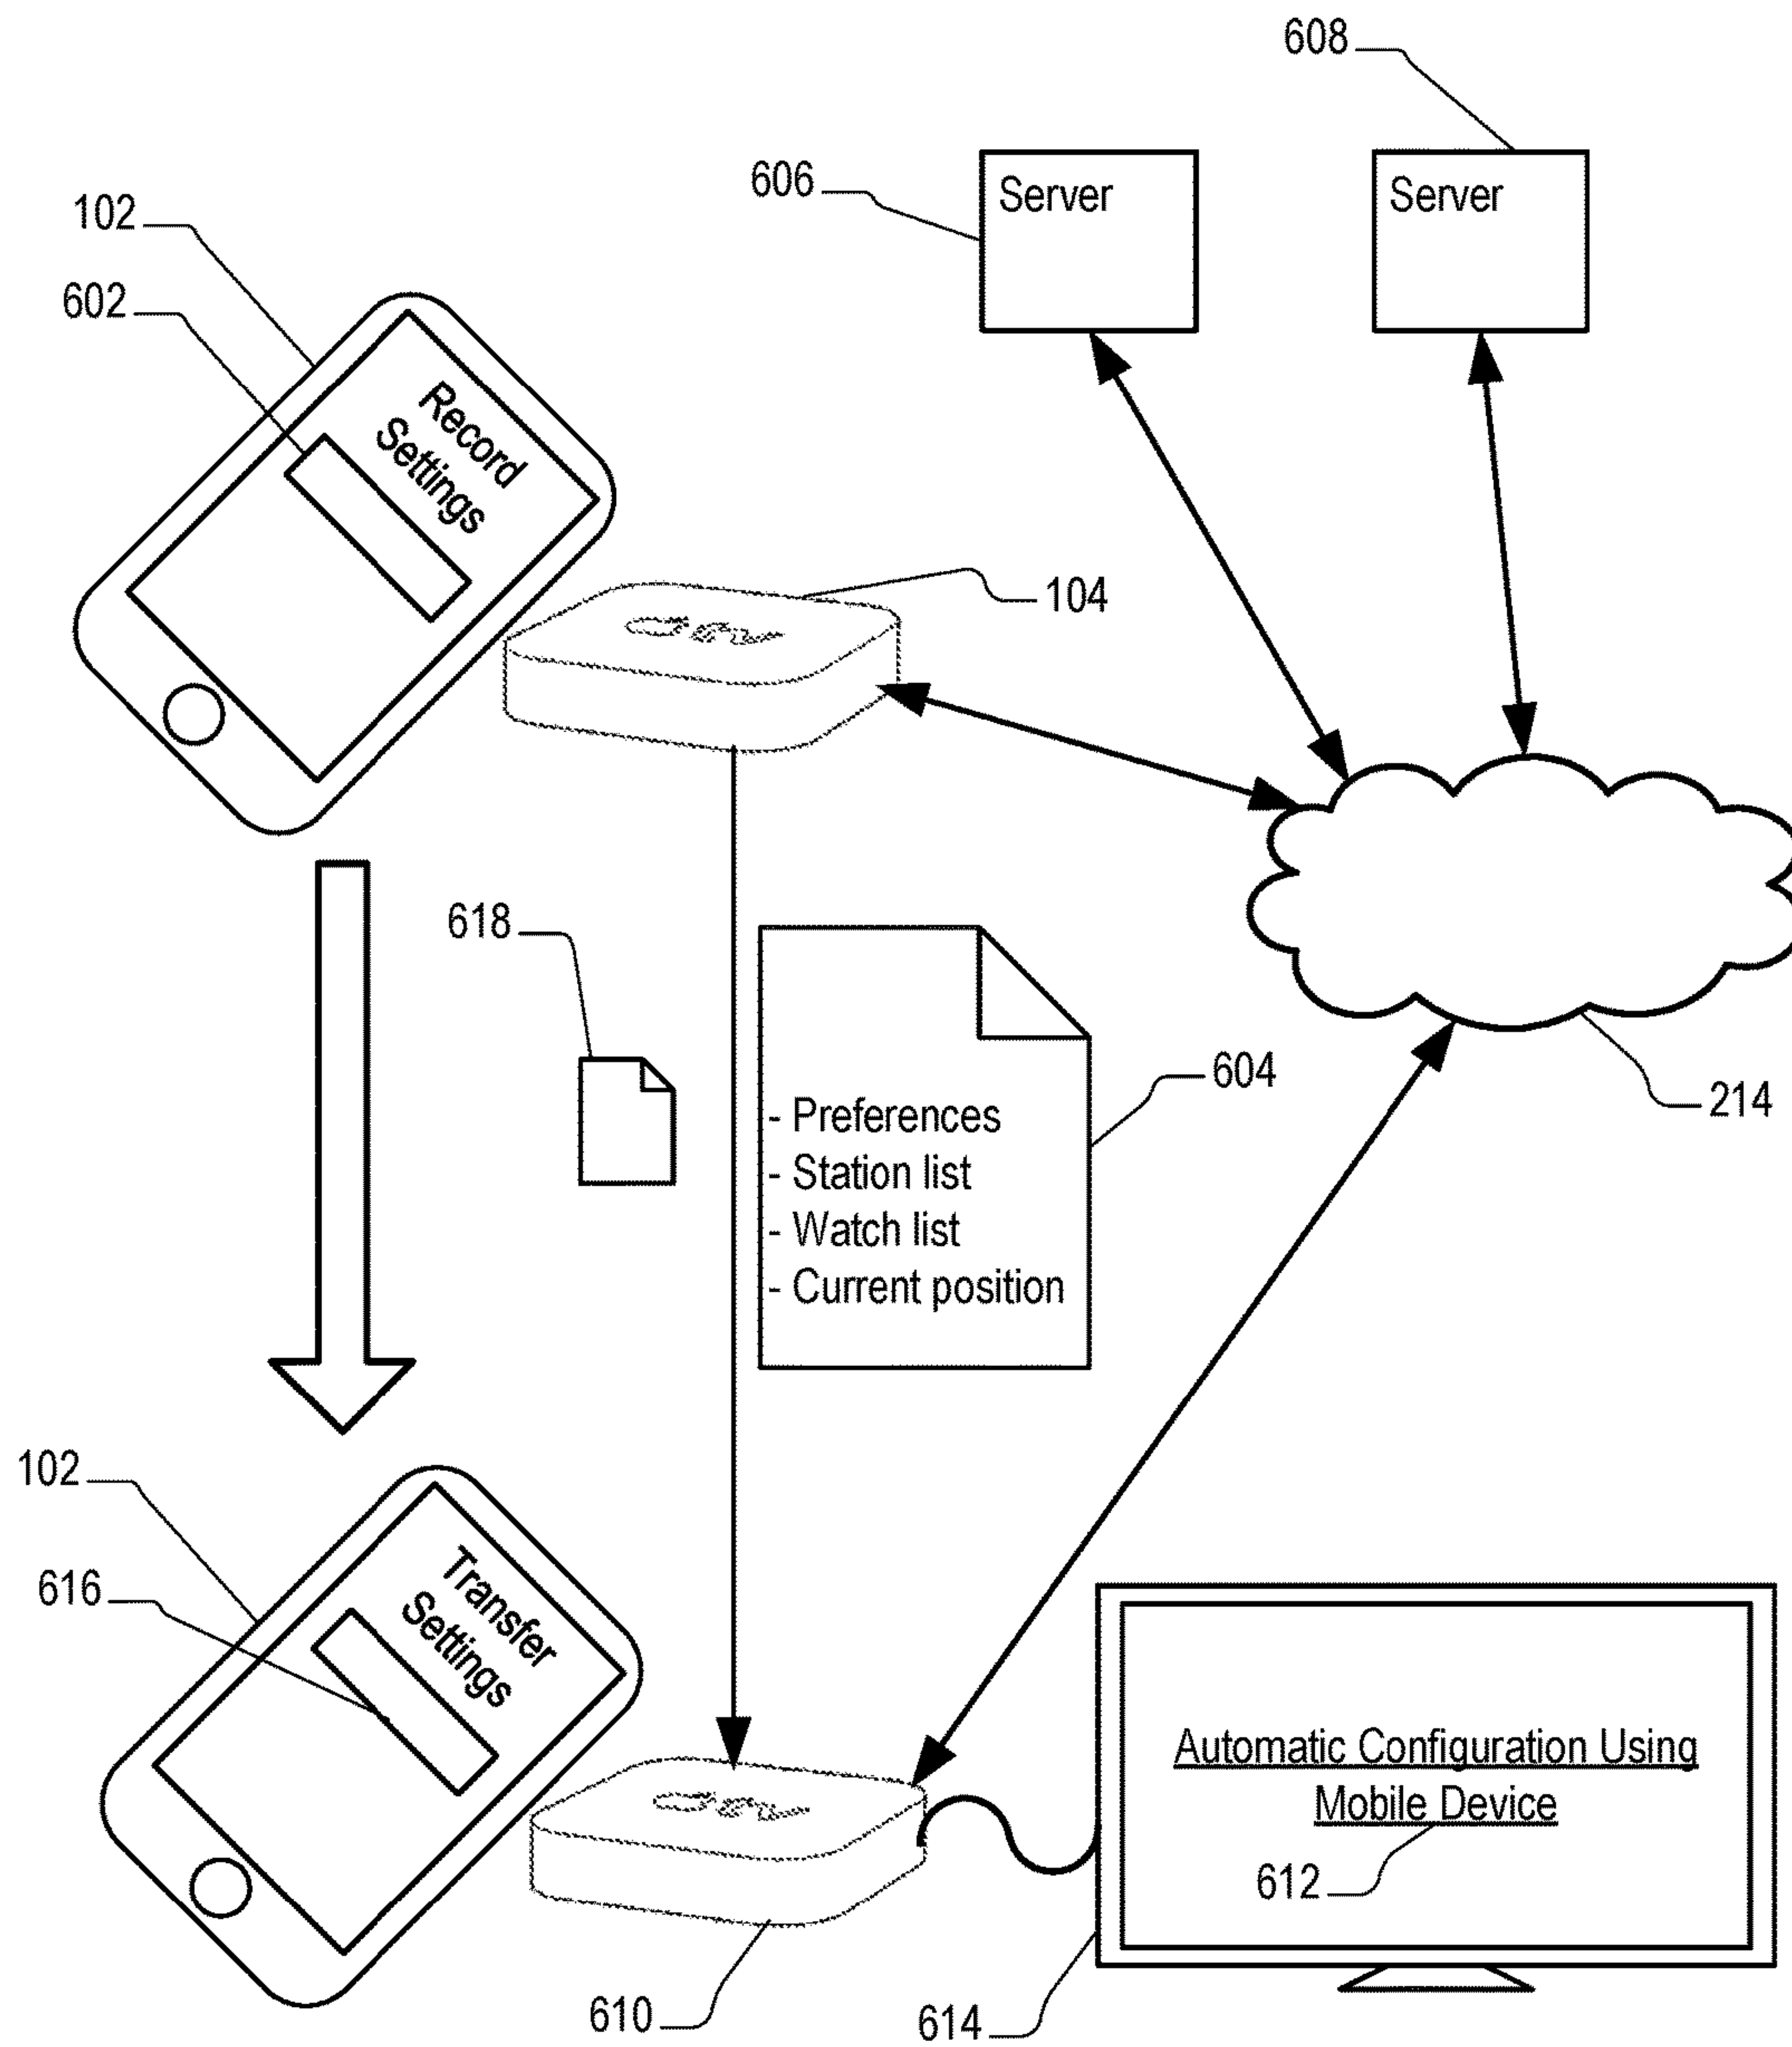 608
606
Server
Server
102
602
Record
Settings
104
618
- Preferences
- Station list
- Watch list
- Current position
604
214
102
616
Transfer
Settings
Automatic Configuration Using
Mobile Device
612
610
614